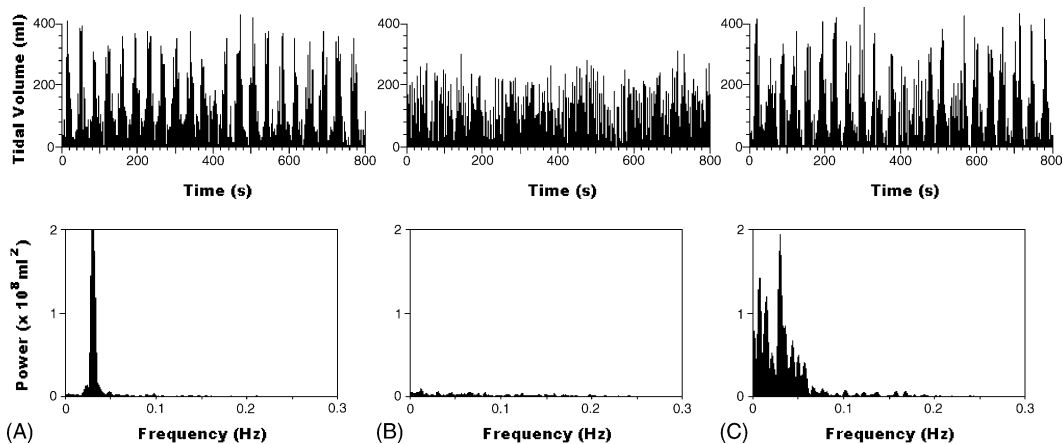 Tidal Volume (ml)
400
200
0
0 200 400 600 800
Time (s)
400
200
0
0 200 400 600 800
Time (s)
400
200
0
0 200 400 600 800
Time (s)
Power (x 10⁸ml²)
2
1
0
0 0.1 0.2 0.3
(A) Frequency (Hz)
2
1
0
0 0.1 0.2 0.3
(B) Frequency (Hz)
2
1
0
0 0.1 0.2 0.3
(C) Frequency (Hz)